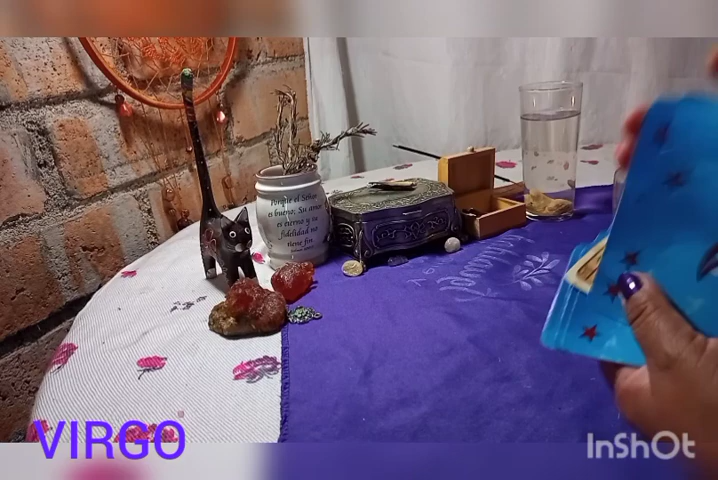 Porque el Señor
es bueno; Su amor
es eterno y su
fidelidad no
tiene fin
VIRGO
InShOt